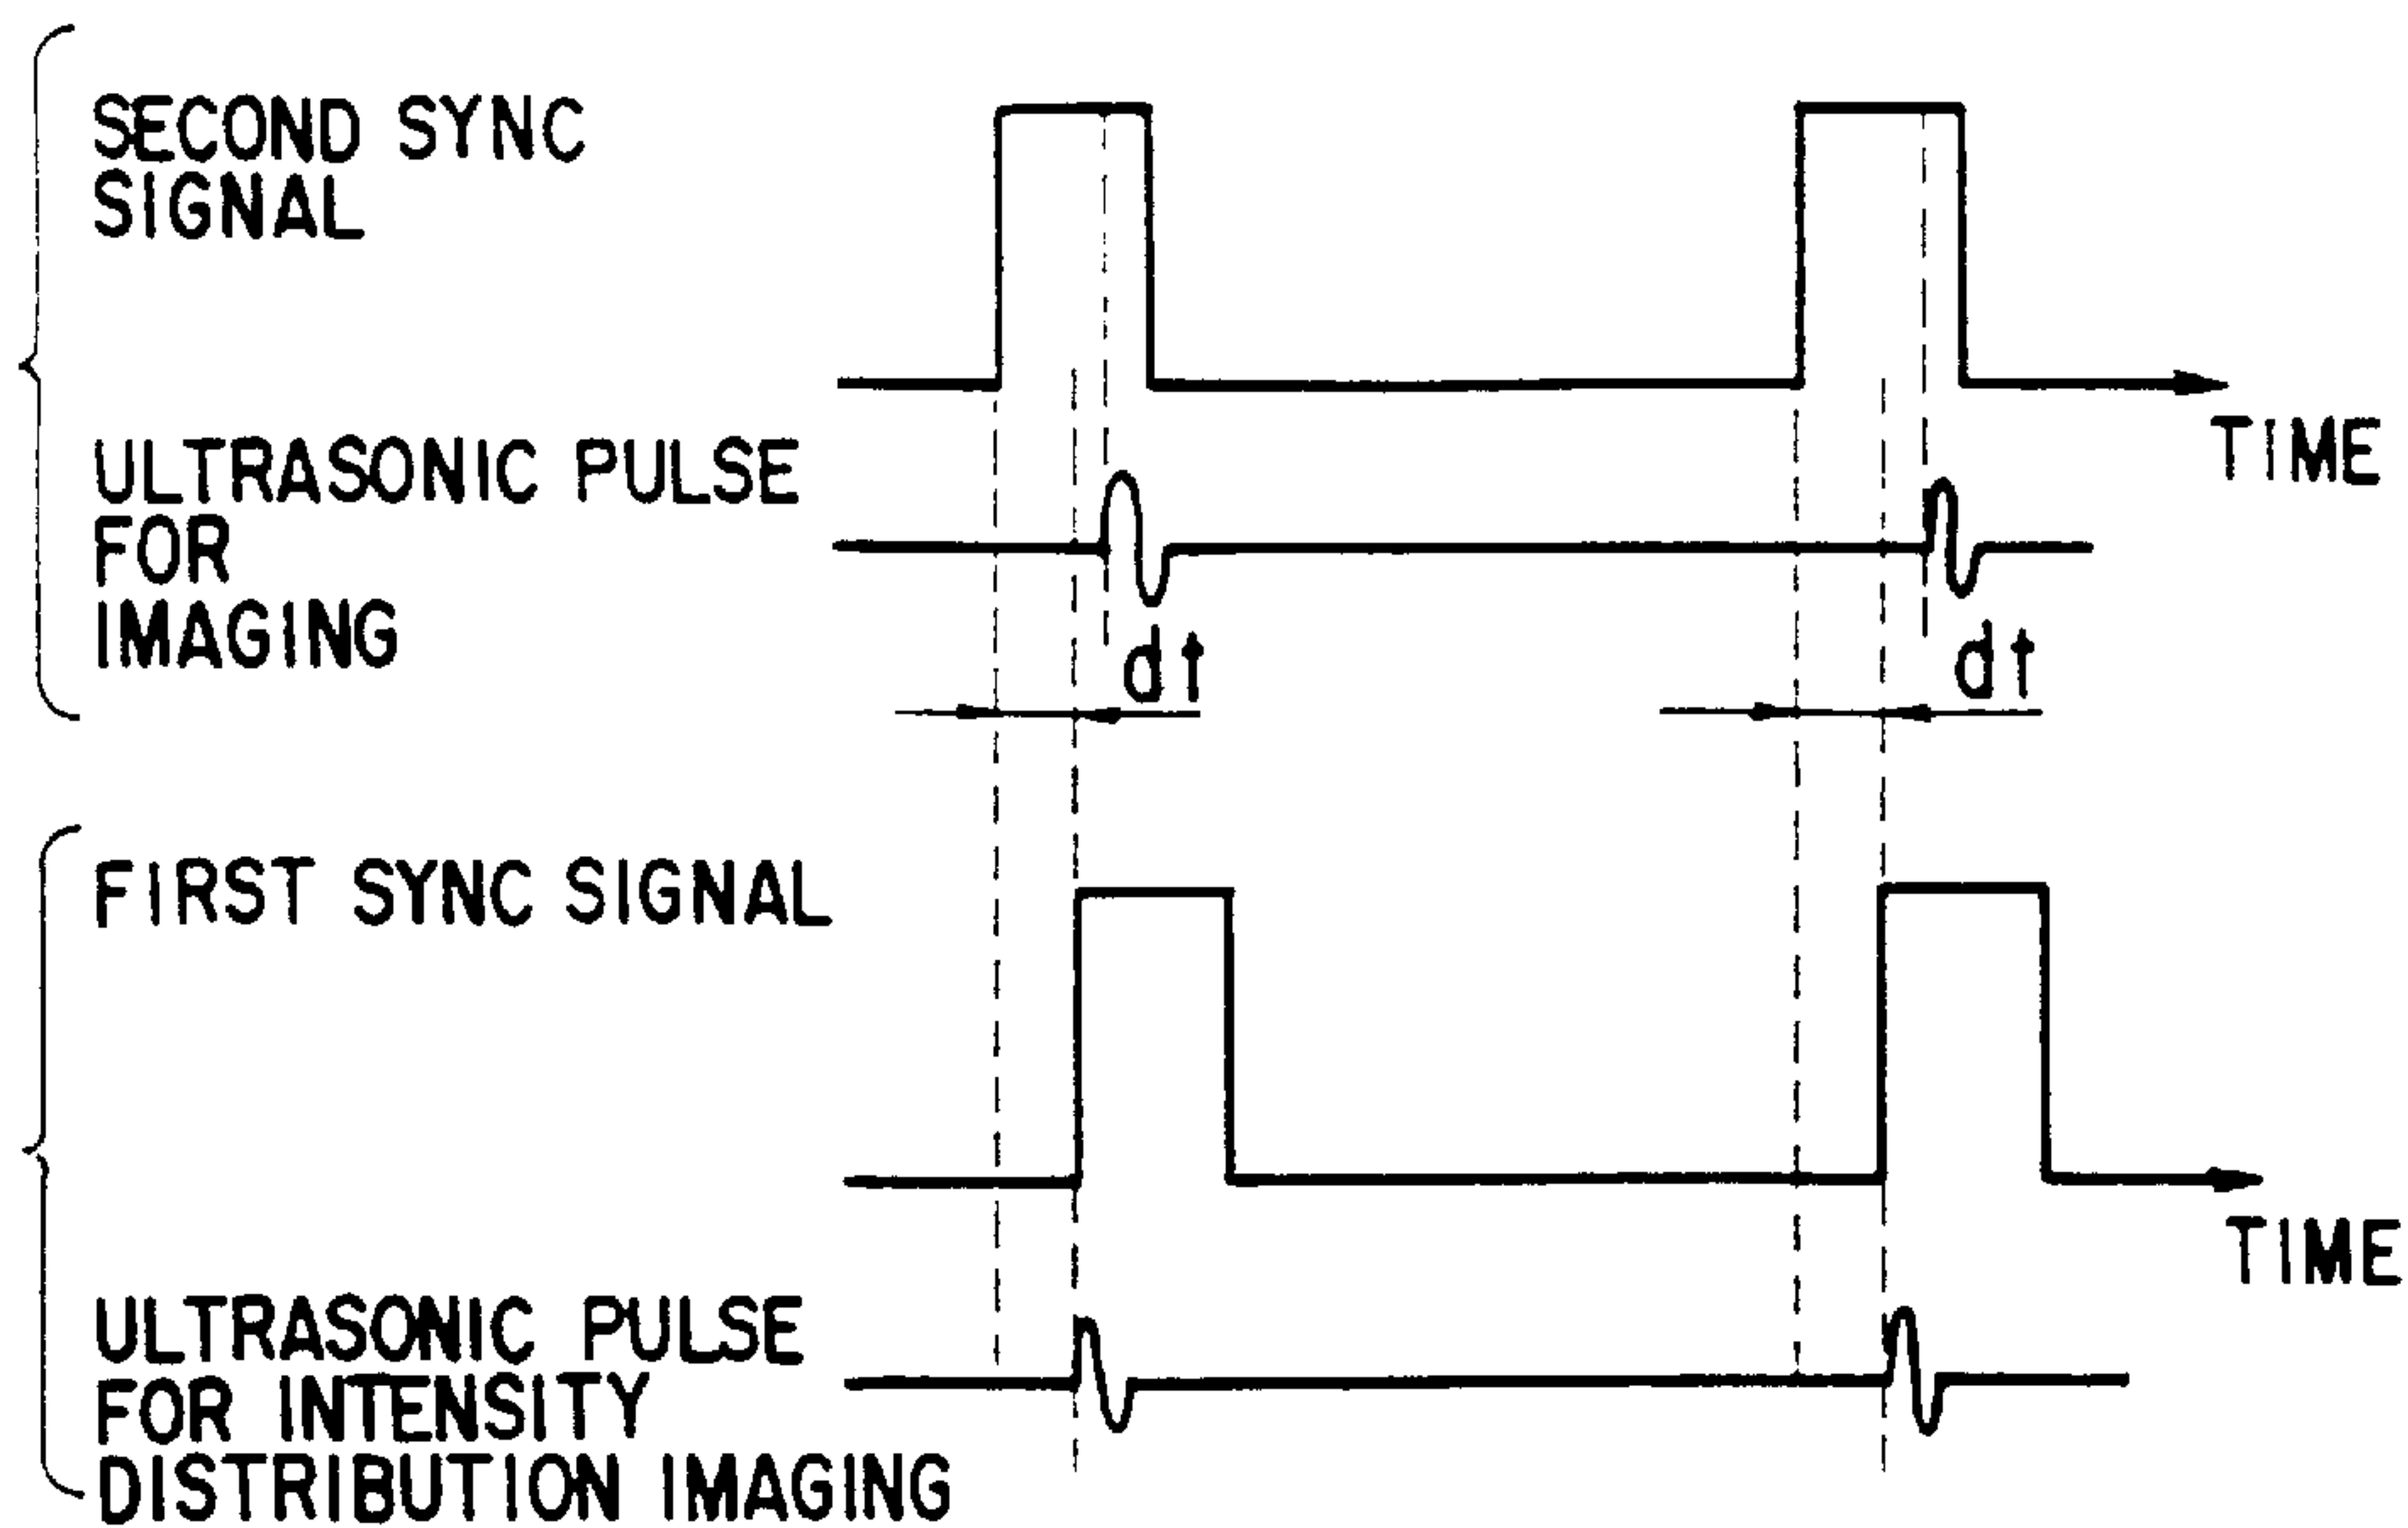 SECOND SYNC
SIGNAL
TIME
ULTRASONIC PULSE
FOR
IMAGING
dt
dt
FIRST SYNC SIGNAL
TIME
ULTRASONIC PULSE
FOR INTENSITY
DISTRIBUTION IMAGING